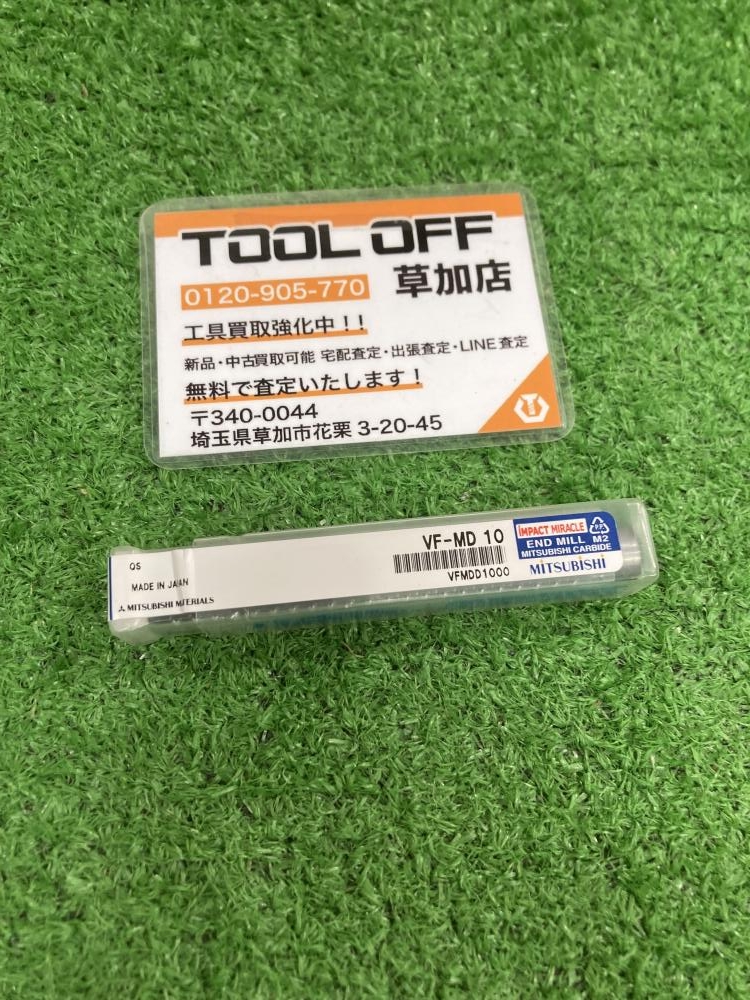 TOOL OFF
0120-905-770 草加店
工具買取強化中！！
新品・中古買取可能 宅配査定・出張査定・LINE査定
無料で査定いたします！
〒340-0044
埼玉県草加市花栗 3-20-45
QS
MADE IN JAPAN
MITSUBISHI MATERIALS
VF-MD 10
VFMDD1000
IMPACT MIRACLE
END MILL M2
MITSUBISHI CARBIDE
MITSUBISHI